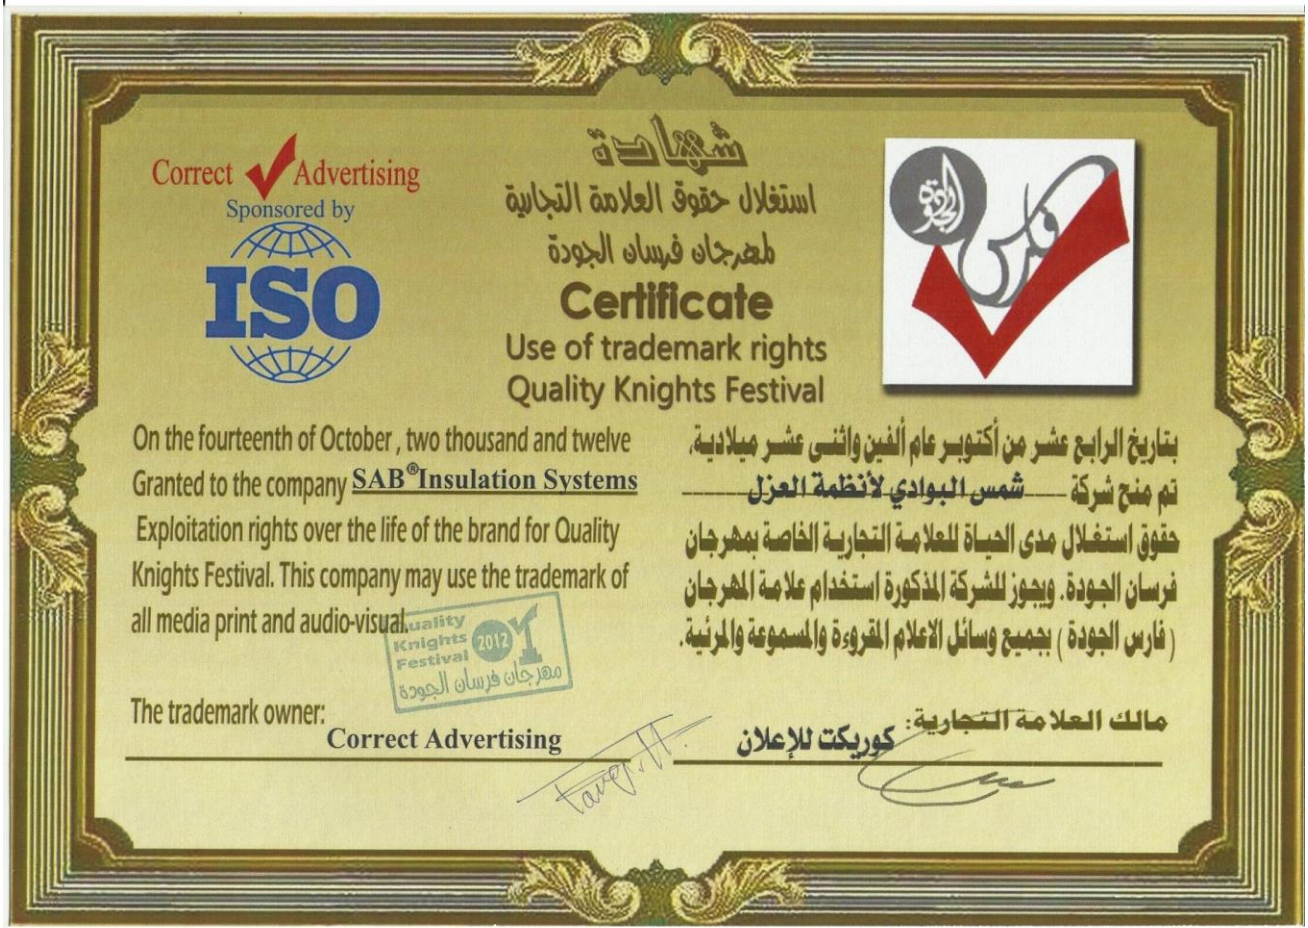 Correct Advertising
Sponsored by
ISO
شهادة
استغلال حقوق العلامة التجارية
لمهرجان فرسان الجودة
Certificate
Use of trademark rights
Quality Knights Festival
فارس الجودة
On the fourteenth of October , two thousand and twelve
Granted to the company SAB®Insulation Systems
Exploitation rights over the life of the brand for Quality
Knights Festival. This company may use the trademark of
all media print and audio-visual.
بتاريخ الرابع عشر من أكتوبر عام ألفين واثنى عشر ميلادية،
تم منح شركة شمس البوادي لأنظمة العزل
حقوق استغلال مدى الحياة للعلامة التجارية الخاصة بمهرجان
فرسان الجودة. ويجوز للشركة المذكورة استخدام علامة المهرجان
( فارس الجودة ) بجميع وسائل الاعلام المقروءة والمسموعة والمرئية.
Quality
Knights
Festival 2012
مهرجان فرسان الجودة
The trademark owner:
Correct Advertising
مالك العلامة التجارية:
كوريكت للإعلان